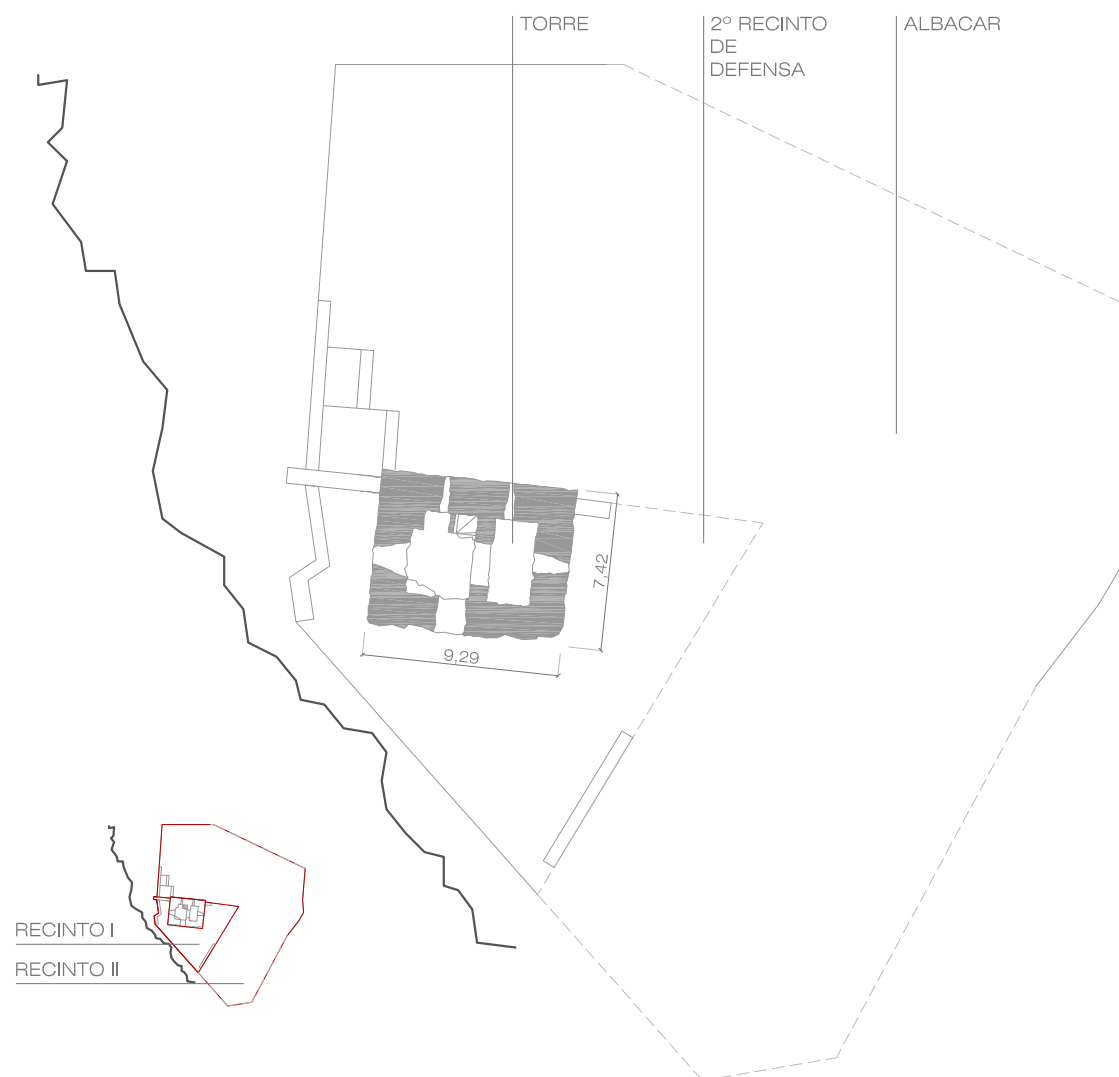 TORRE
2º RECINTO
DE
DEFENSA
ALBACAR
7,42
9,29
RECINTO I
RECINTO II